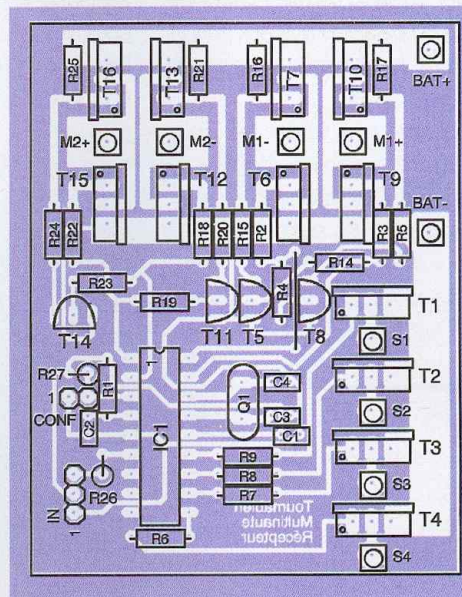 R25
T16
T13
R21
R16
T7
T10
R17
BAT+
M2+
M2-
M1-
M1+
T15
T12
T6
T9
BAT-
R24
R22
R18
R20
R15
R2
R3
R5
R23
R19
R4
R14
T1
T14
T11
T5
T8
S1
R27
1
R1
1
IC1
Q1
C4
T2
CONF
C2
C3
C1
S2
R9
R8
R7
T3
R26
IN
1
S3
Tournabien
Multinaute
Récepteur
T4
R6
S4